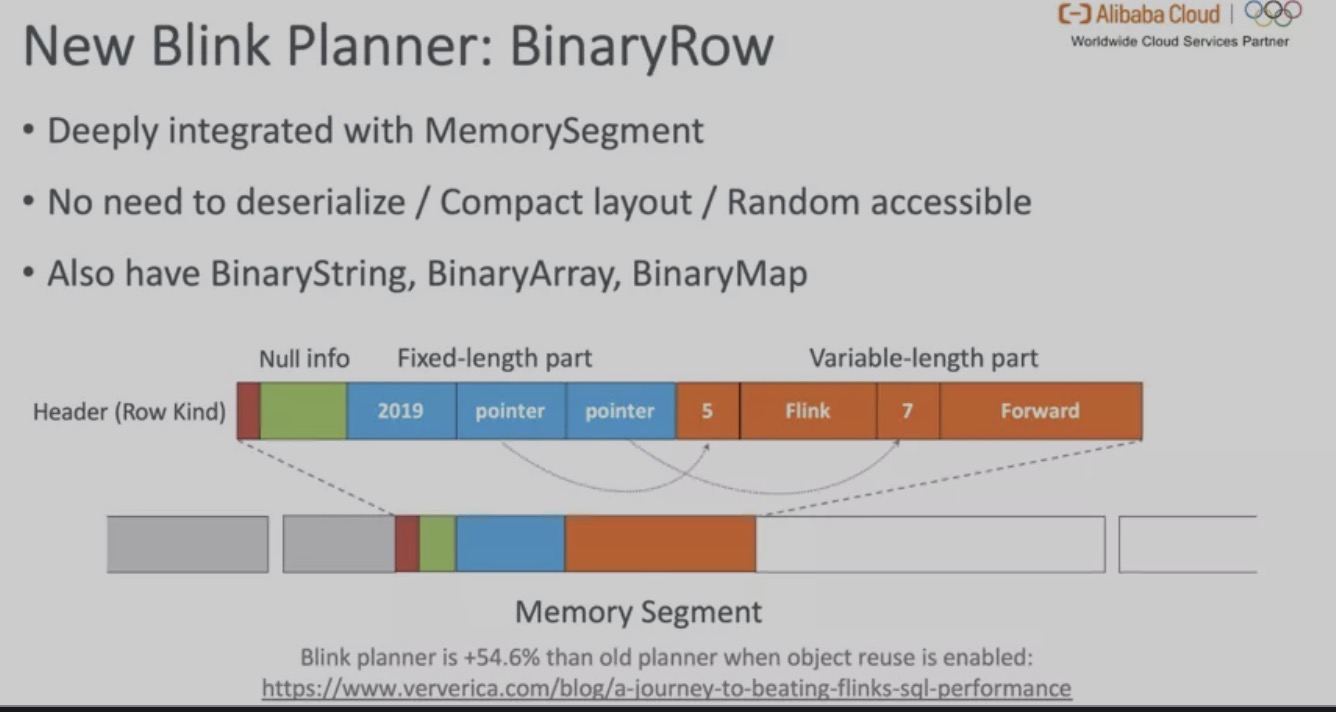 Alibaba Cloud
Worldwide Cloud Services Partner
New Blink Planner: BinaryRow
• Deeply integrated with MemorySegment
• No need to deserialize / Compact layout / Random accessible
• Also have BinaryString, BinaryArray, BinaryMap
Null info Fixed-length part Variable-length part
Header (Row Kind) 2019 pointer pointer 5 Flink 7 Forward
Memory Segment
Blink planner is +54.6% than old planner when object reuse is enabled:
https://www.ververica.com/blog/a-journey-to-beating-flinks-sql-performance